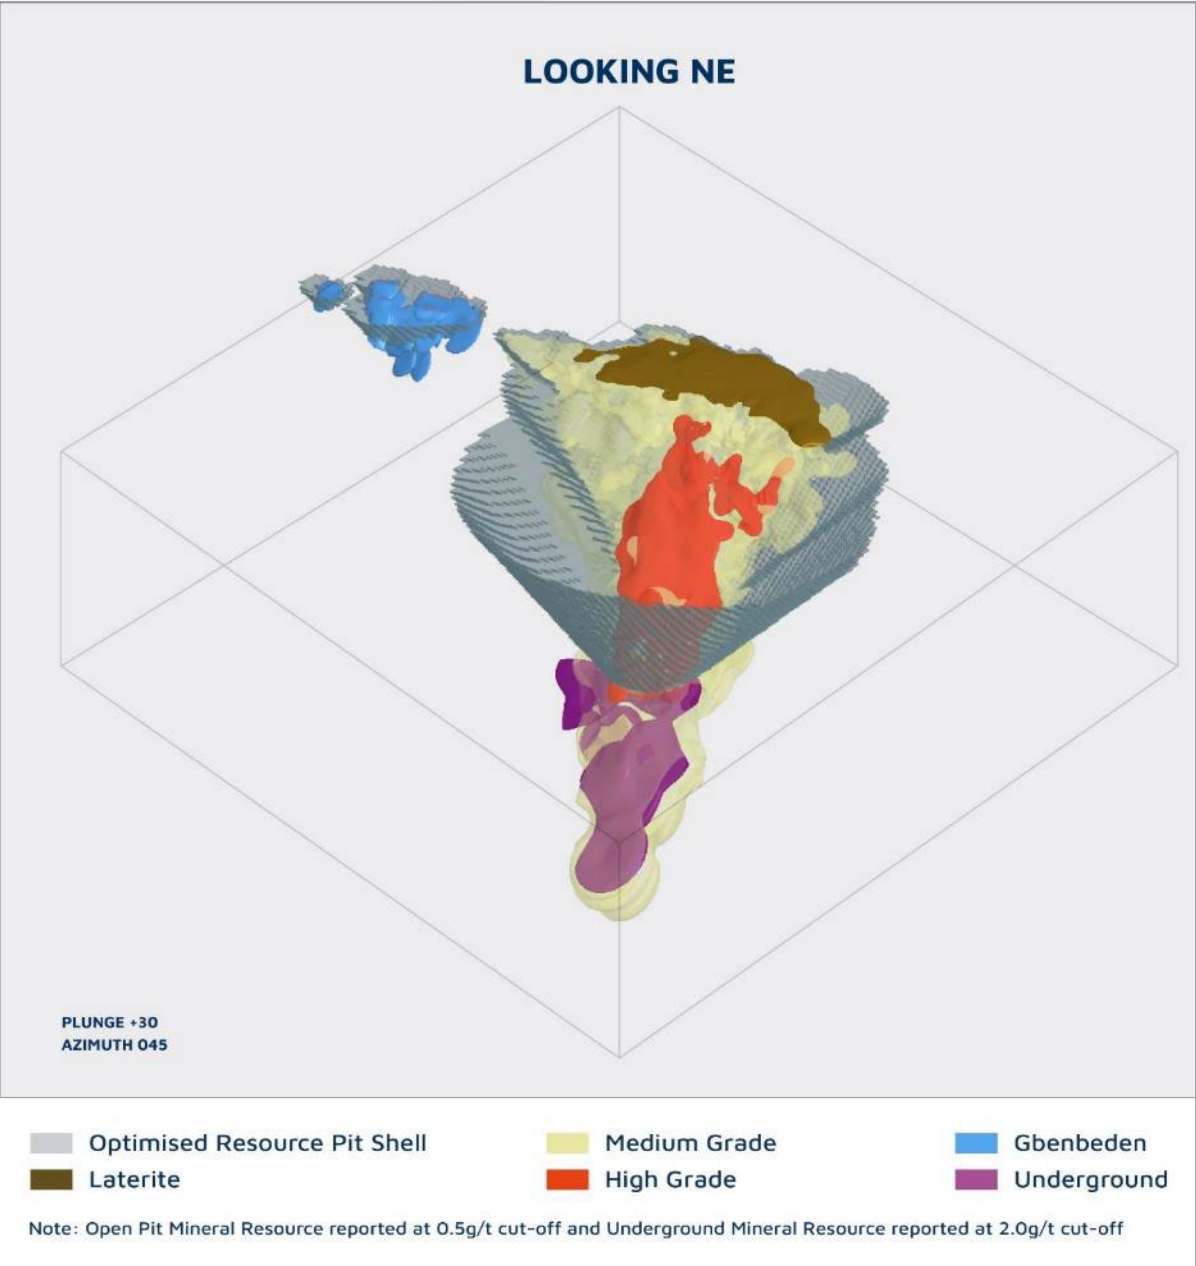 LOOKING NE
PLUNGE +30
AZIMUTH 045
Optimised Resource Pit Shell
Medium Grade
Gbenbeden
Laterite
High Grade
Underground
Note: Open Pit Mineral Resource reported at 0.5g/t cut-off and Underground Mineral Resource reported at 2.0g/t cut-off